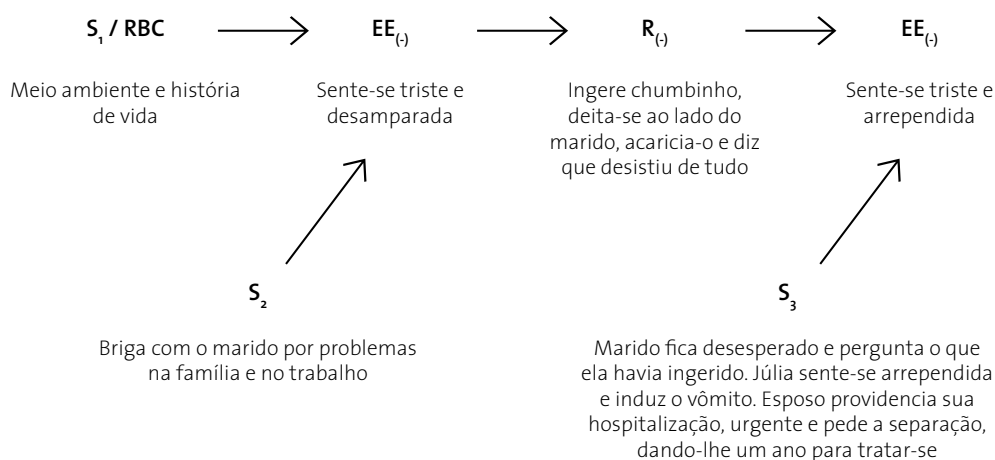 S₁ / RBC
EE₍₋₎
R₍₋₎
EE₍₋₎
Meio ambiente e história
de vida
Sente-se triste e
desamparada
Ingere chumbinho,
deita-se ao lado do
marido, acaricia-o e diz
que desistiu de tudo
Sente-se triste e
arrependida
S₂
Briga com o marido por problemas
na família e no trabalho
S₃
Marido fica desesperado e pergunta o que
ela havia ingerido. Júlia sente-se arrependida
e induz o vômito. Esposo providencia sua
hospitalização, urgente e pede a separação,
dando-lhe um ano para tratar-se